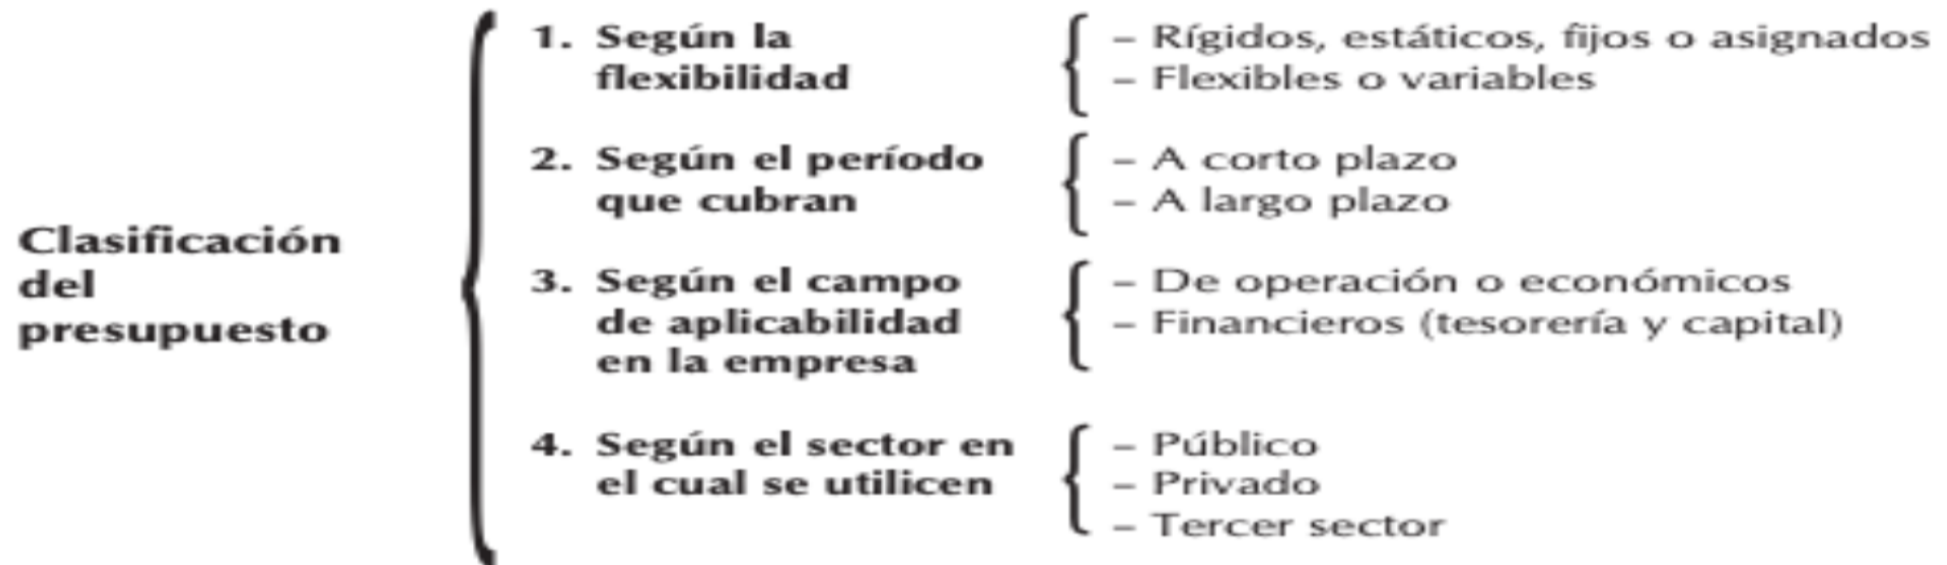 Clasificación
del
presupuesto
1. Según la
flexibilidad
– Rígidos, estáticos, fijos o asignados
– Flexibles o variables
2. Según el período
que cubran
– A corto plazo
– A largo plazo
3. Según el campo
de aplicabilidad
en la empresa
– De operación o económicos
– Financieros (tesorería y capital)
4. Según el sector en
el cual se utilicen
– Público
– Privado
– Tercer sector